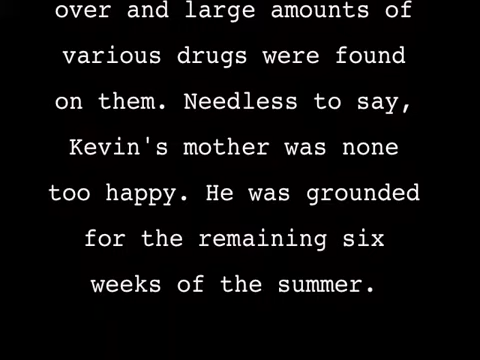 over and large amounts of
various drugs were found
on them. Needless to say,
Kevin's mother was none
too happy. He was grounded
for the remaining six
weeks of the summer.